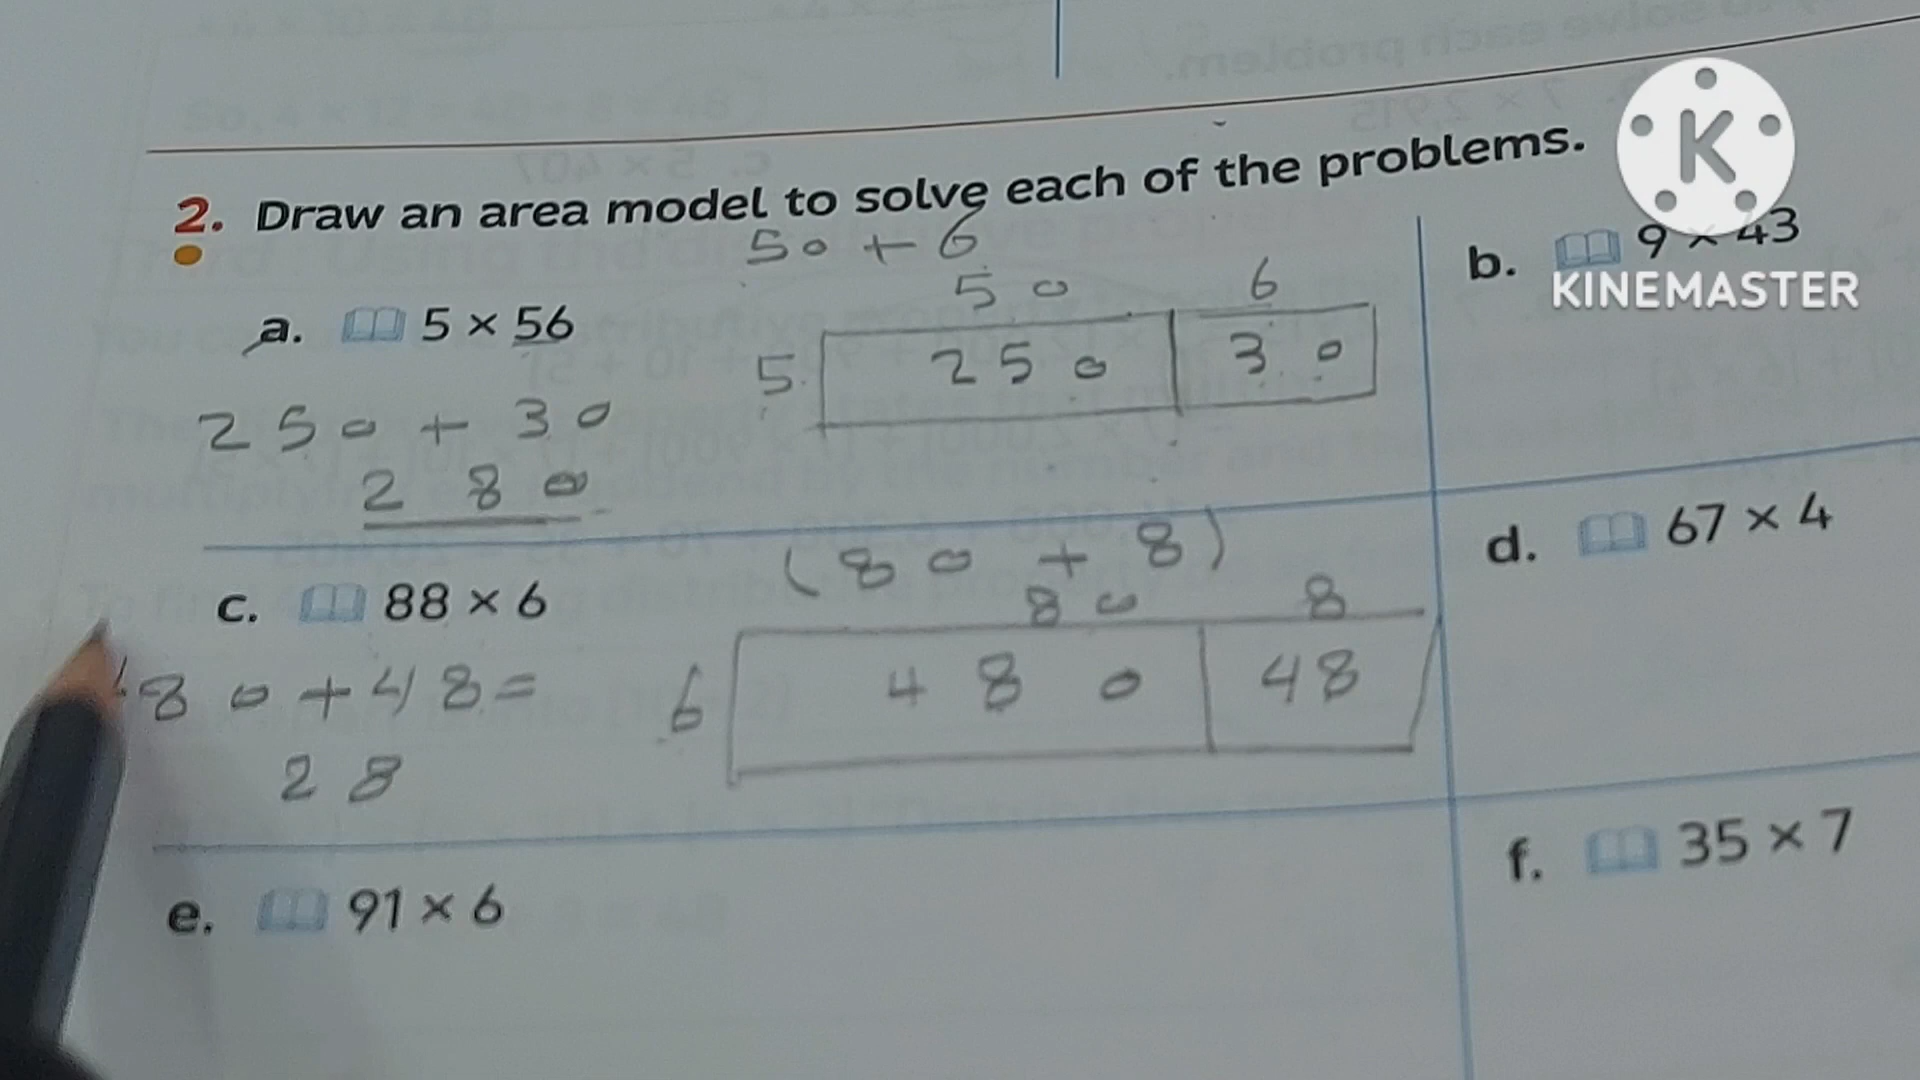 2. Draw an area model to solve each of the problems.
50 + 6
a. 5 × 56
50 6
5 250 30
250 + 30
280
b. 9 × 43
K
KINEMASTER
c. 88 × 6
(80 + 8)
80 8
6 480 48
80 + 48 =
28
d. 67 × 4
e. 91 × 6
f. 35 × 7